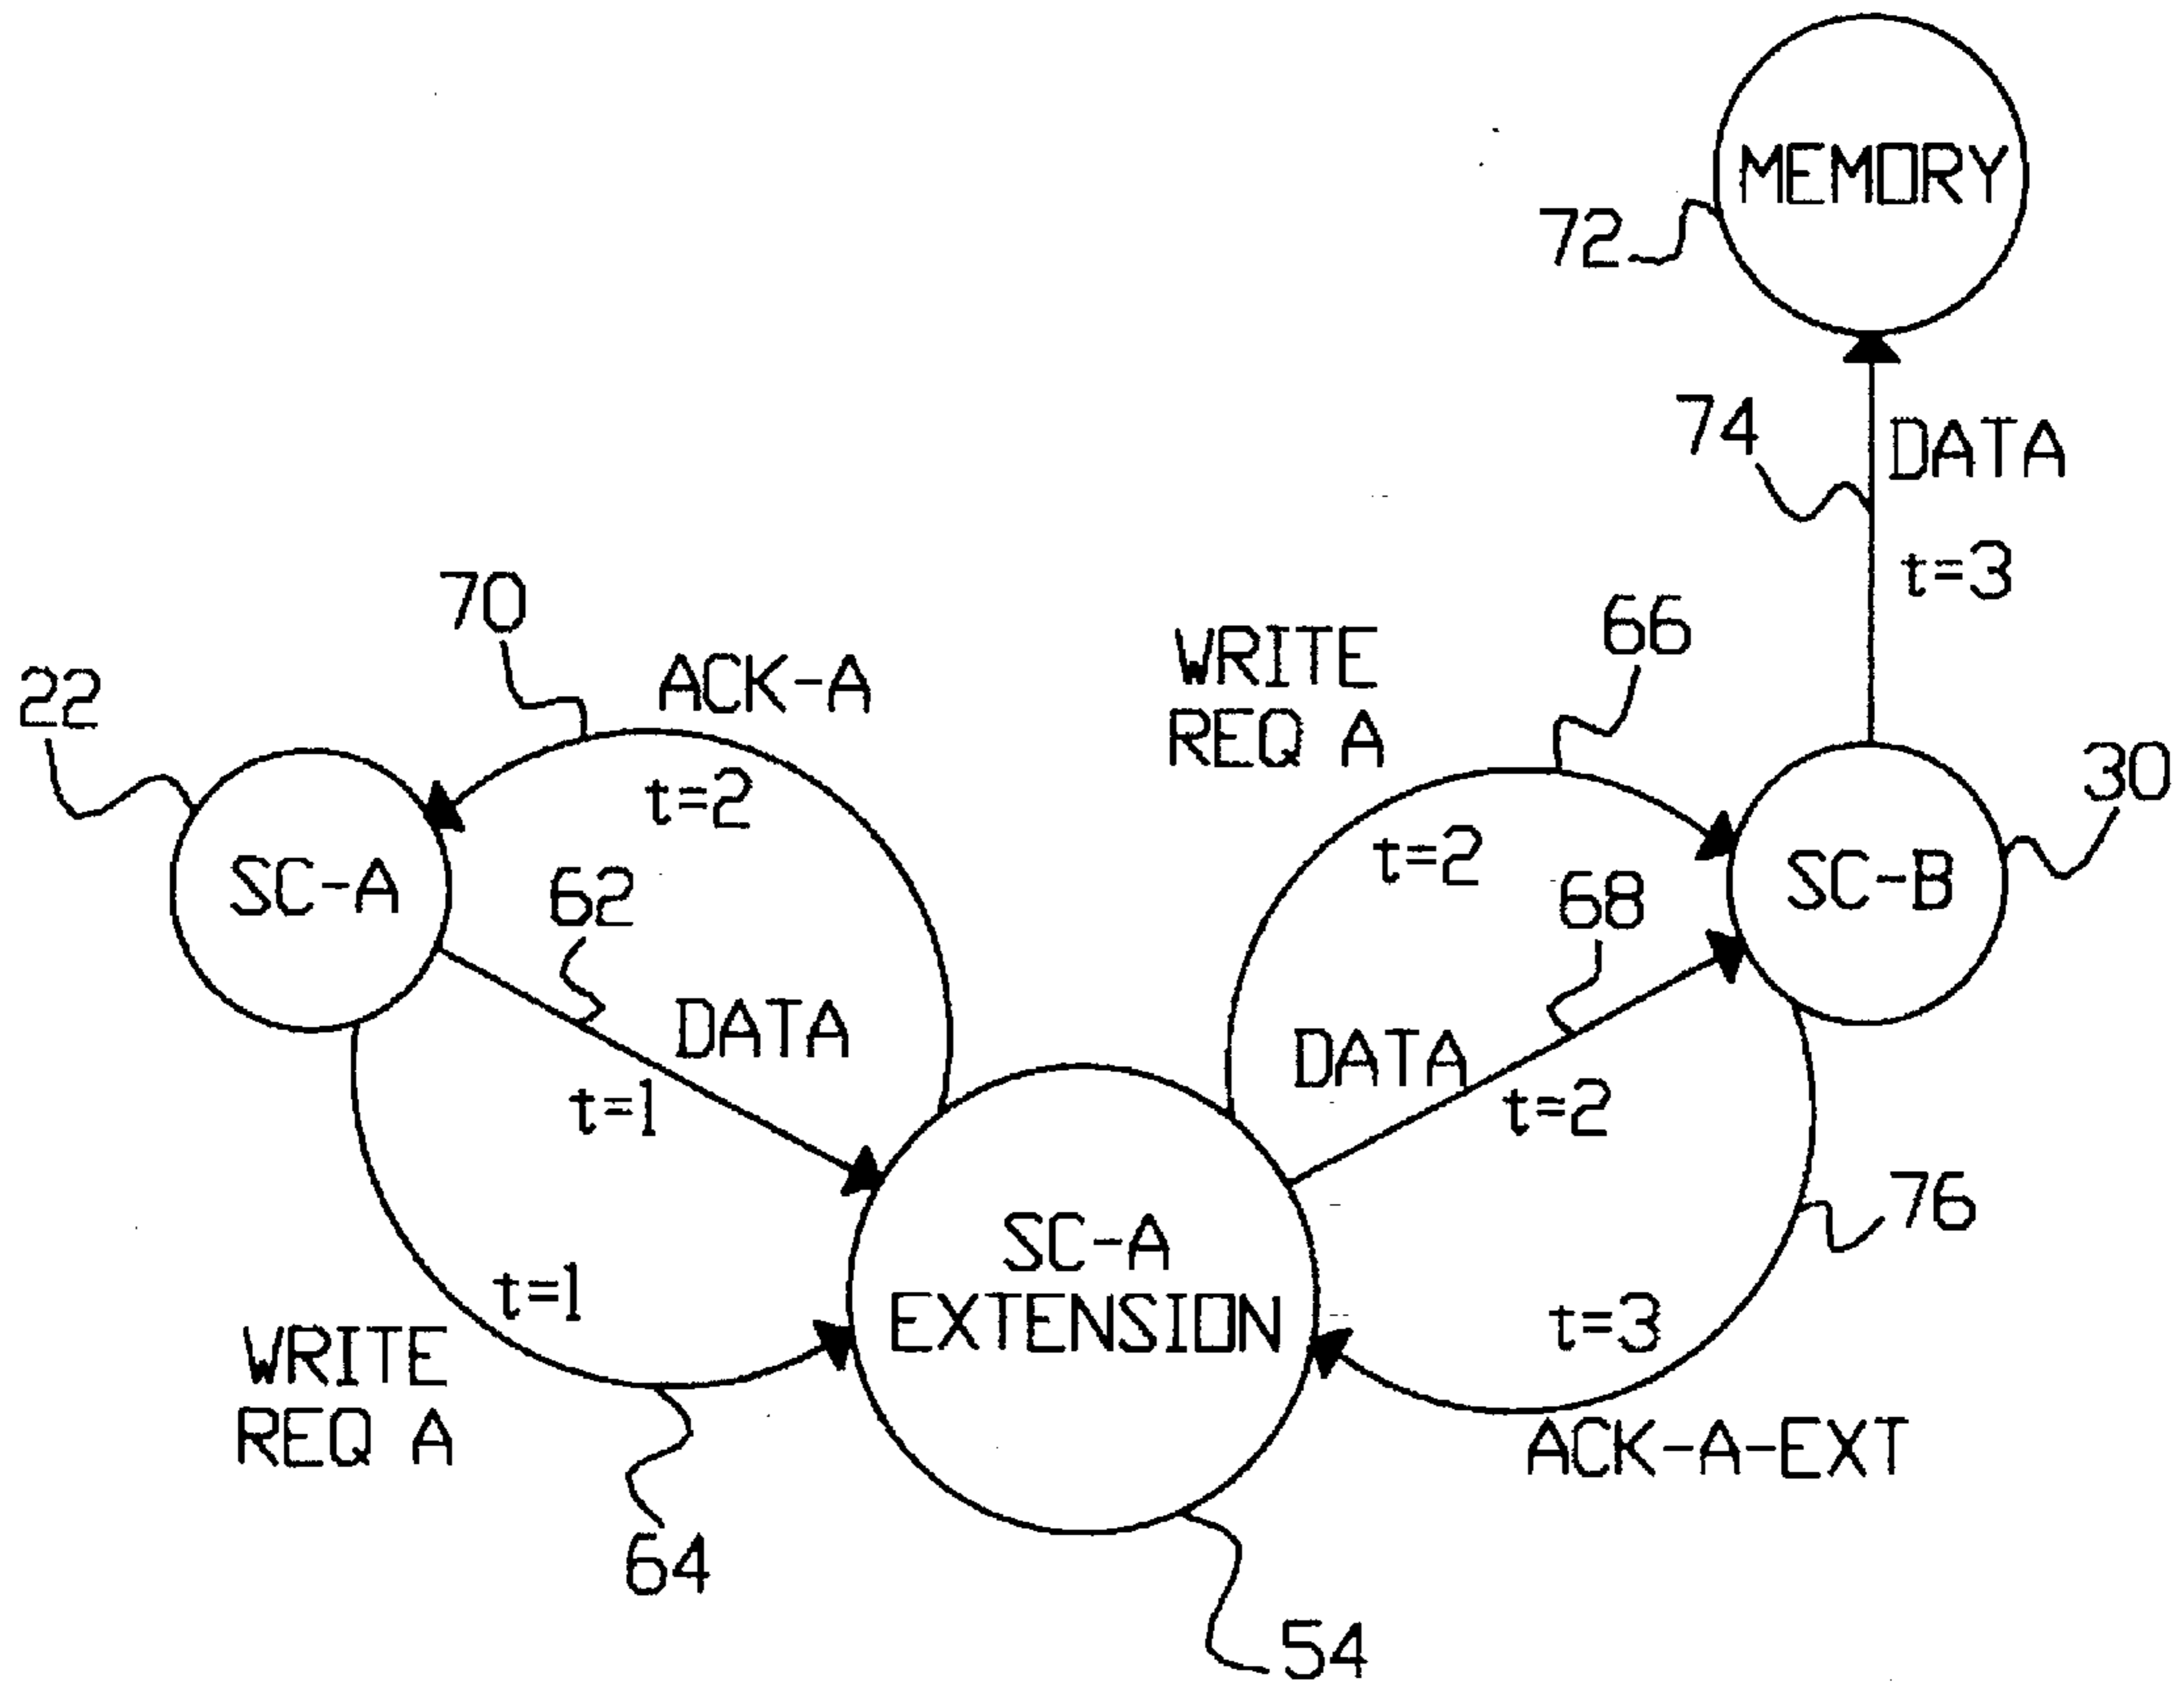 MEMORY
72
74
DATA
t=3
70
66
WRITE
REQ A
22
ACK-A
30
t=2
t=2
SC-A
62
68
SC-B
DATA
DATA
t=1
t=2
76
SC-A
EXTENSION
t=1
t=3
WRITE
REQ A
ACK-A-EXT
64
54